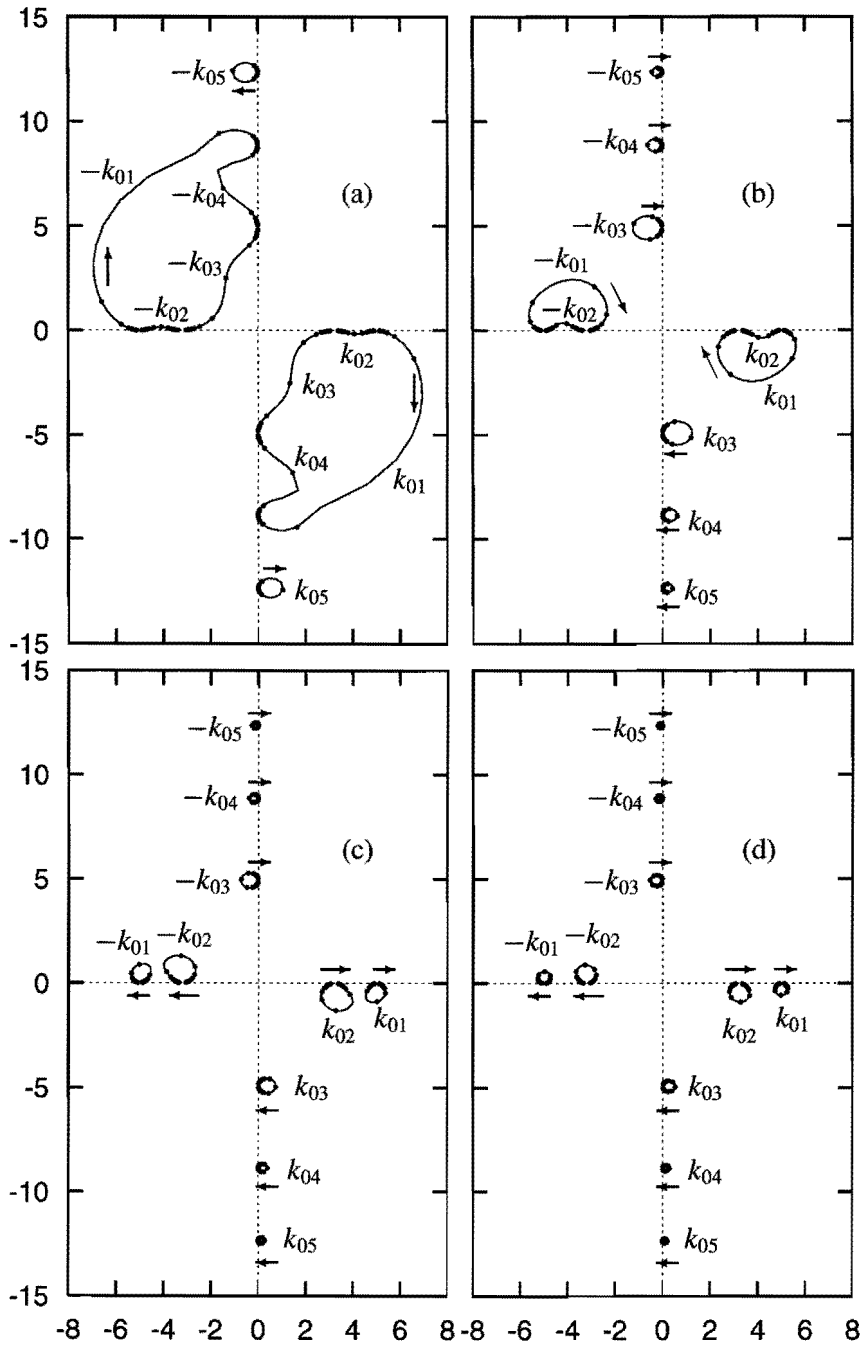 15
10
5
0
-5
-10
-15
−k₀₅
−k₀₁
−k₀₄
(a)
−k₀₃
−k₀₂
k₀₂
k₀₃
k₀₄
k₀₁
k₀₅
−k₀₅
−k₀₄
(b)
−k₀₃
−k₀₁
−k₀₂
k₀₂
k₀₁
k₀₃
k₀₄
k₀₅
15
10
5
0
-5
-10
-15
−k₀₅
−k₀₄
(c)
−k₀₃
−k₀₁ −k₀₂
k₀₂ k₀₁
k₀₃
k₀₄
k₀₅
−k₀₅
−k₀₄
(d)
−k₀₃
−k₀₁ −k₀₂
k₀₂ k₀₁
k₀₃
k₀₄
k₀₅
-8 -6 -4 -2 0 2 4 6 8 -8 -6 -4 -2 0 2 4 6 8